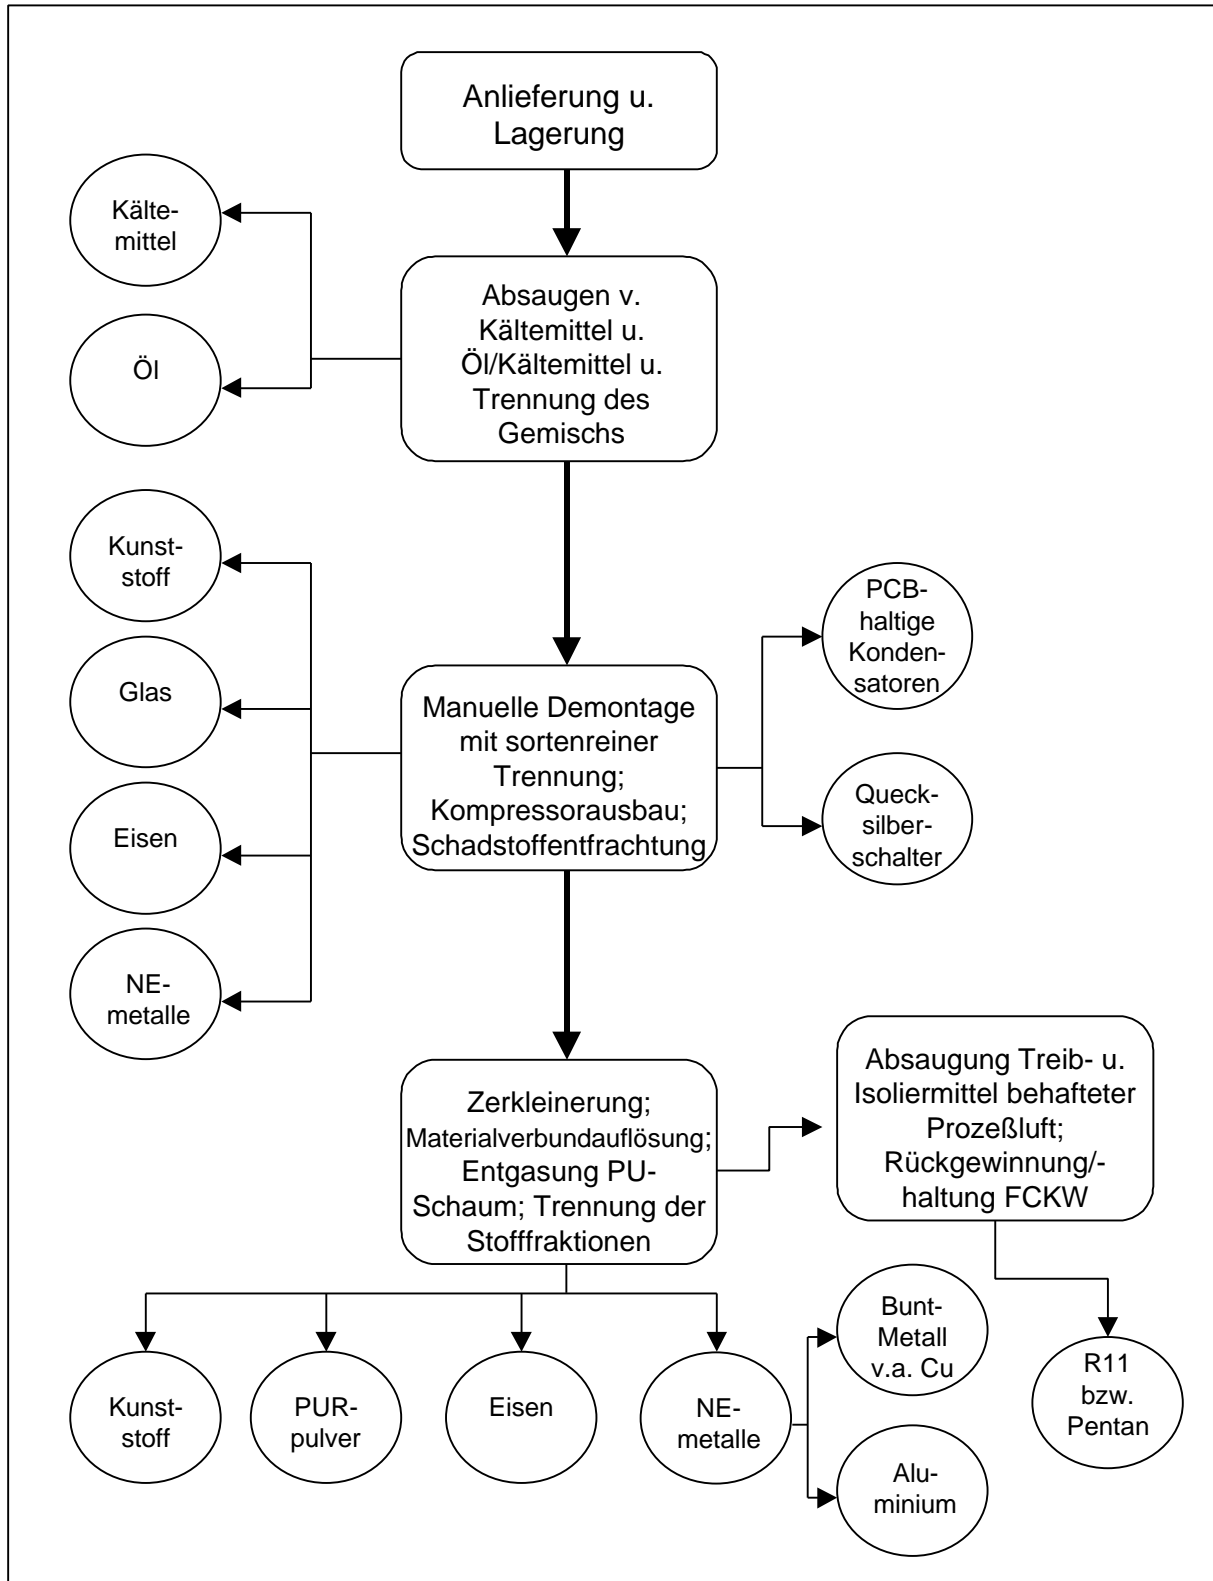 Anlieferung u.
Lagerung
Kälte-
mittel
Öl
Absaugen v.
Kältemittel u.
Öl/Kältemittel u.
Trennung des
Gemischs
Kunst-
stoff
Glas
Eisen
NE-
metalle
Manuelle Demontage
mit sortenreiner
Trennung;
Kompressorausbau;
Schadstoffentfrachtung
PCB-
haltige
Konden-
satoren
Queck-
silber-
schalter
Zerkleinerung;
Materialverbundauflösung;
Entgasung PU-
Schaum; Trennung der
Stofffraktionen
Absaugung Treib- u.
Isoliermittel behafteter
Prozeßluft;
Rückgewinnung/-
haltung FCKW
Kunst-
stoff
PUR-
pulver
Eisen
NE-
metalle
Bunt-
Metall
v.a. Cu
Alu-
minium
R11
bzw.
Pentan